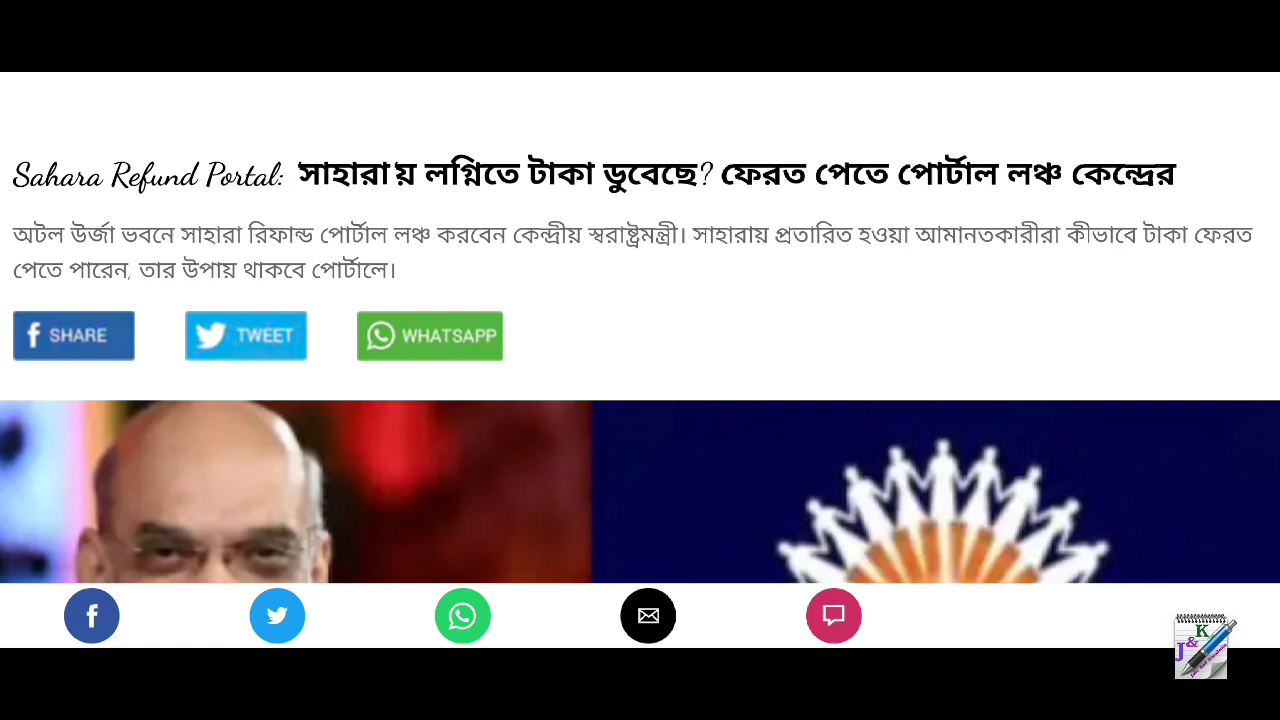 Sahara Refund Portal: 'সাহারা'য় লগ্নিতে টাকা ডুবেছে? ফেরত পেতে পোর্টাল লঞ্চ কেন্দ্রের
অটল উর্জা ভবনে সাহারা রিফান্ড পোর্টাল লঞ্চ করবেন কেন্দ্রীয় স্বরাষ্ট্রমন্ত্রী। সাহারায় প্রতারিত হওয়া আমানতকারীরা কীভাবে টাকা ফেরত
পেতে পারেন, তার উপায় থাকবে পোর্টালে।
SHARE TWEET WHATSAPP
J&K